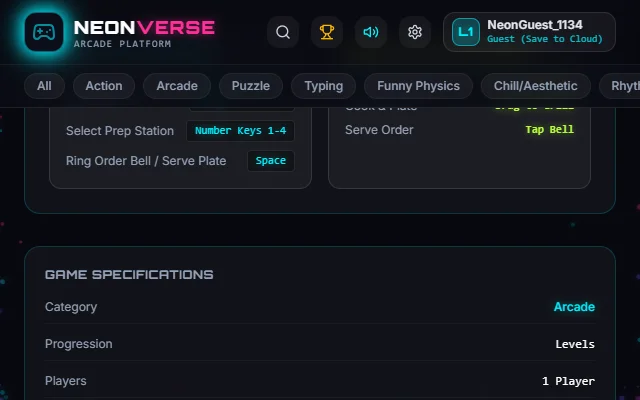 NEONVERSE
ARCADE PLATFORM
L1
NeonGuest_1134
Guest (Save to Cloud)
All
Action
Arcade
Puzzle
Typing
Funny Physics
Chill/Aesthetic
Select Prep Station
Number Keys 1-4
Ring Order Bell / Serve Plate
Space
Serve Order
Tap Bell
GAME SPECIFICATIONS
Category
Arcade
Progression
Levels
Players
1 Player